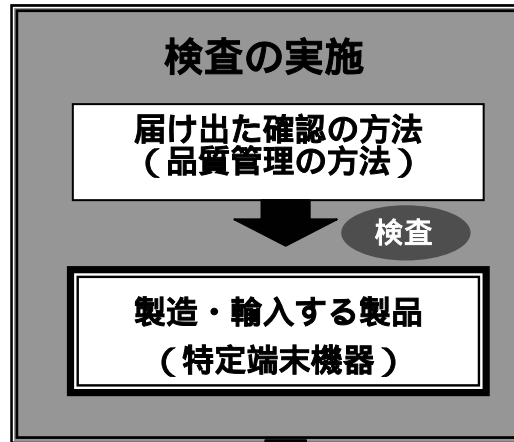 検査の実施
届け出た確認の方法
（品質管理の方法）
検査
製造・輸入する製品
（特定端末機器）